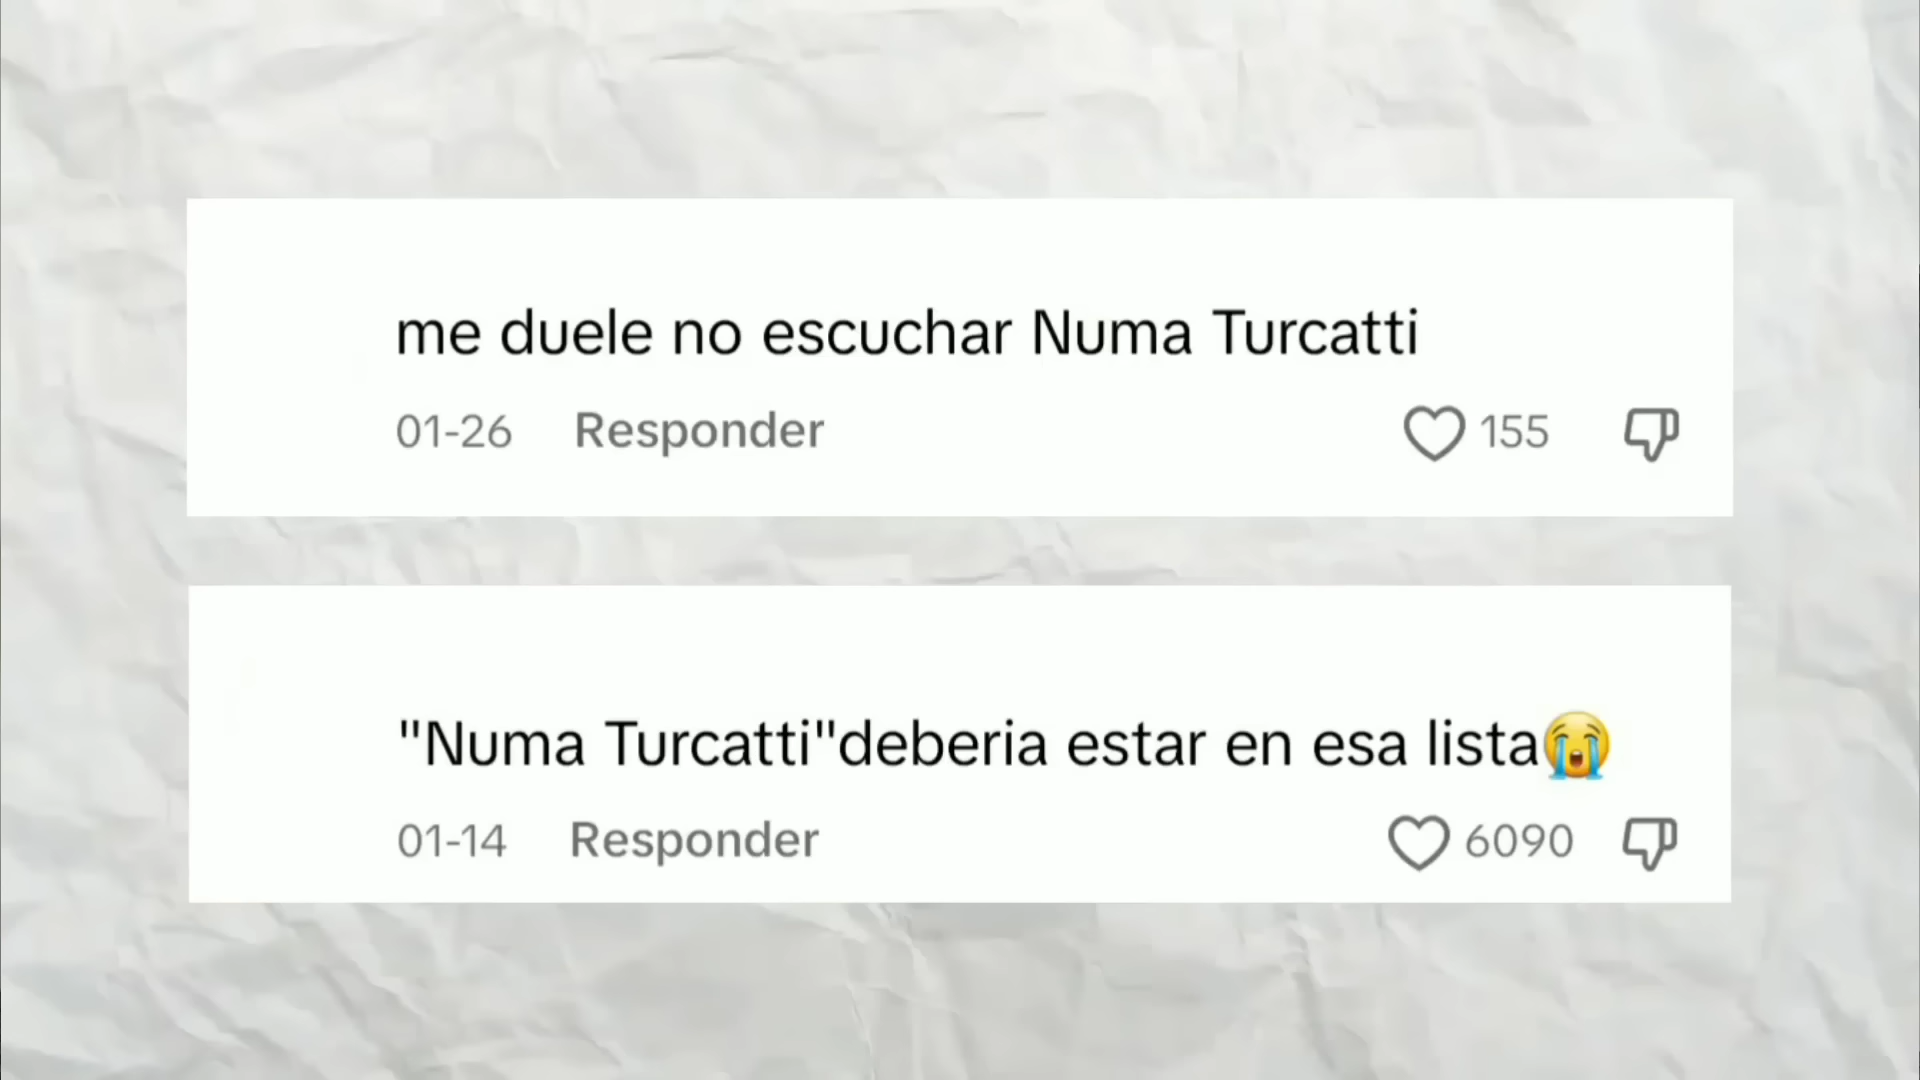 me duele no escuchar Numa Turcatti
01-26 Responder 155
"Numa Turcatti"deberia estar en esa lista😭
01-14 Responder 6090